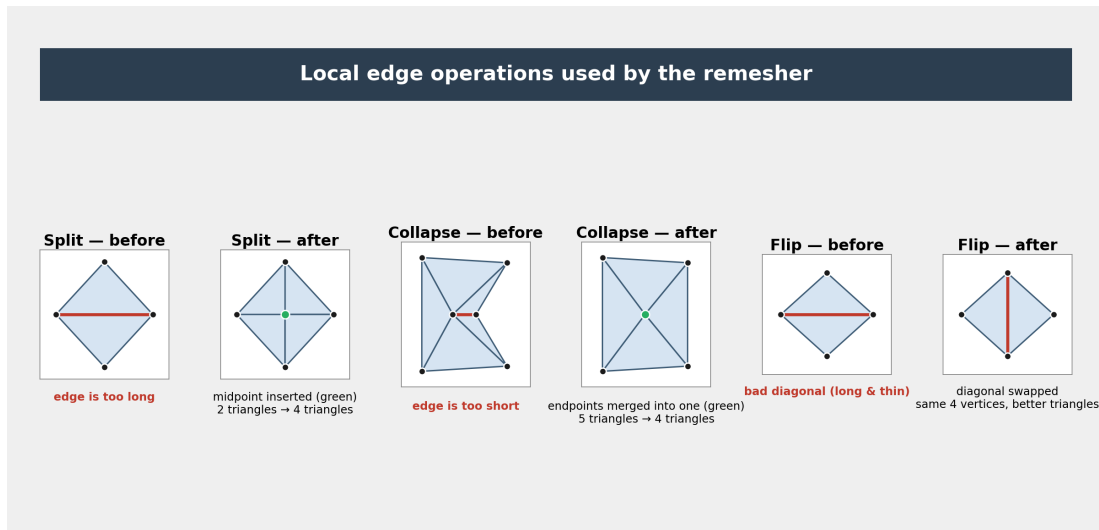 Local edge operations used by the remesher
Split — before
edge is too long
Split — after
midpoint inserted (green)
2 triangles → 4 triangles
Collapse — before
edge is too short
Collapse — after
endpoints merged into one (green)
5 triangles → 4 triangles
Flip — before
bad diagonal (long & thin)
Flip — after
diagonal swapped
same 4 vertices, better triangles